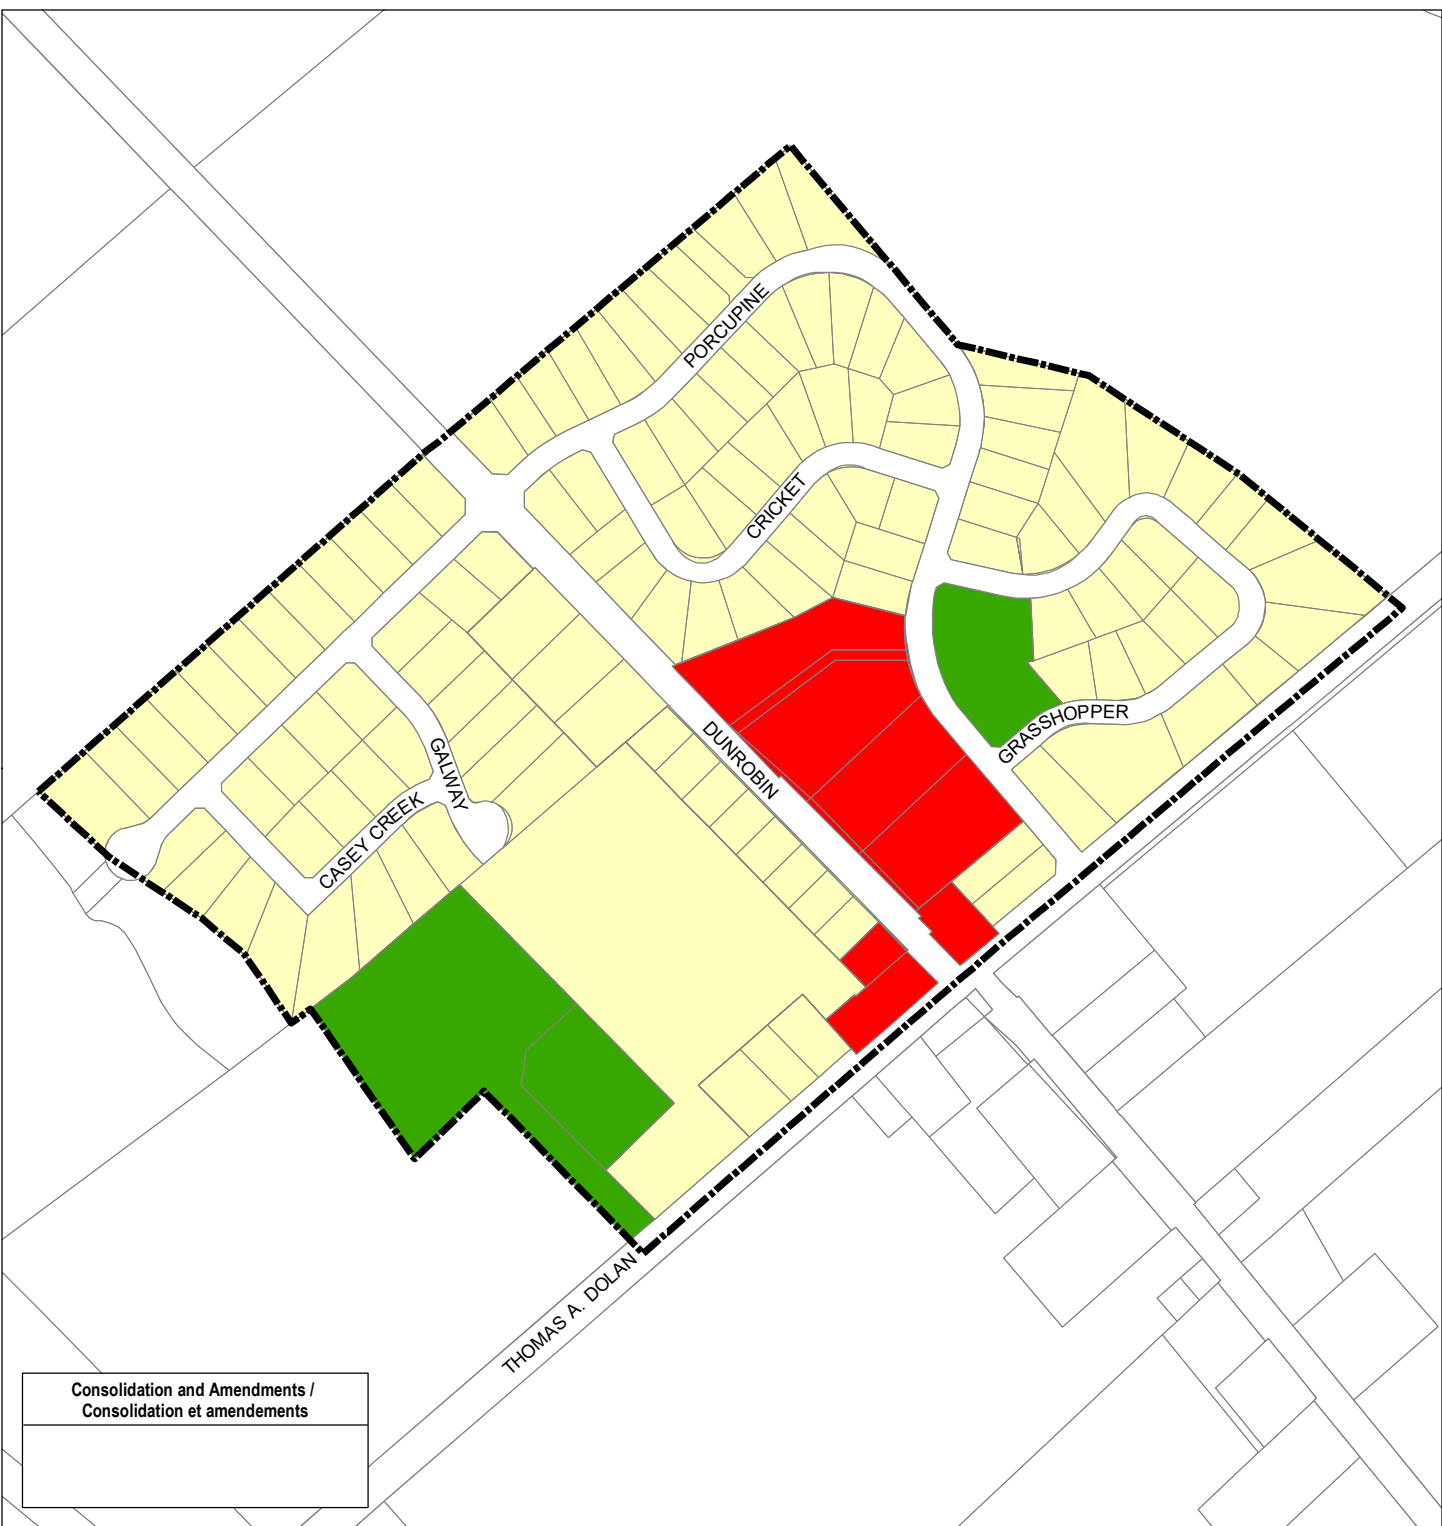 PORCUPINE
CRICKET
DUNROBIN
GRASSHOPPER
GALWAY
CASEY CREEK
THOMAS A. DOLAN
Consolidation and Amendments /
Consolidation et amendements